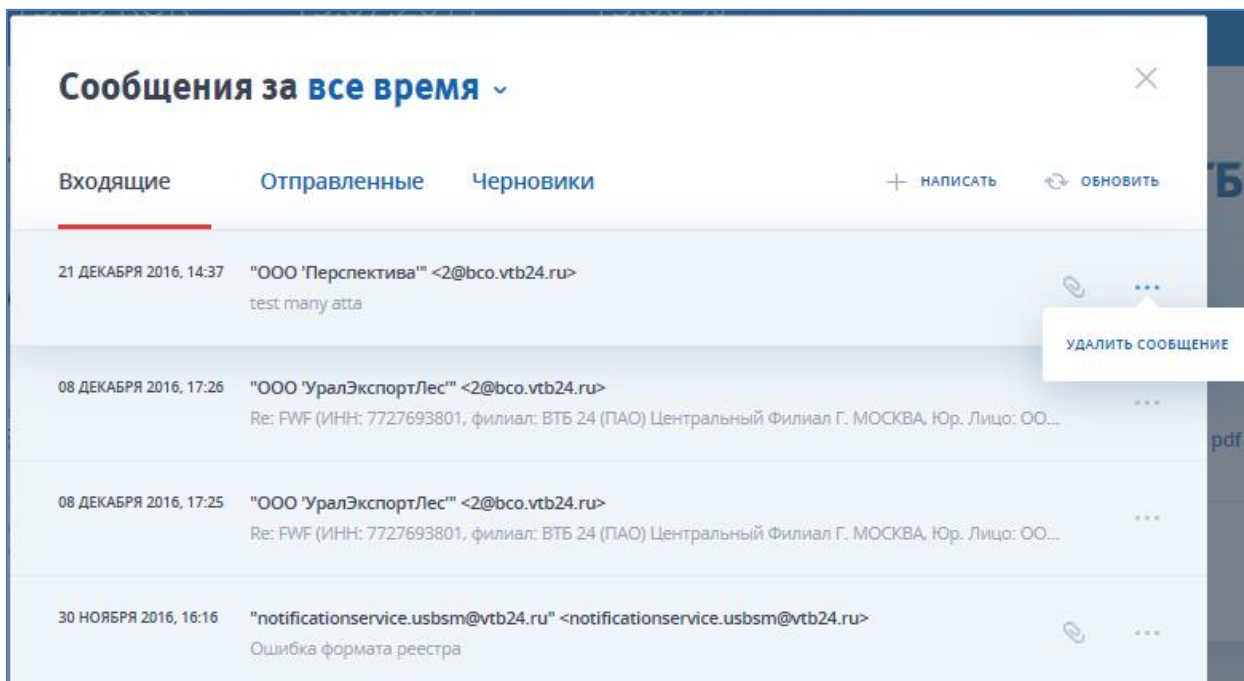 Сообщения за все время
Входящие Отправленные Черновики НАПИСАТЬ ОБНОВИТЬ
21 ДЕКАБРЯ 2016, 14:37 "ООО 'Перспектива'" <2@bco.vtb24.ru>
test many atta
УДАЛИТЬ СООБЩЕНИЕ
08 ДЕКАБРЯ 2016, 17:26 "ООО 'УралЭкспортЛес'" <2@bco.vtb24.ru>
Re: FWF (ИНН: 7727693801, филиал: ВТБ 24 (ПАО) Центральный Филиал Г. МОСКВА, Юр. Лицо: ОО...
pdf
08 ДЕКАБРЯ 2016, 17:25 "ООО 'УралЭкспортЛес'" <2@bco.vtb24.ru>
Re: FWF (ИНН: 7727693801, филиал: ВТБ 24 (ПАО) Центральный Филиал Г. МОСКВА, Юр. Лицо: ОО...
30 НОЯБРЯ 2016, 16:16 "notificationservice.usbsm@vtb24.ru" <notificationservice.usbsm@vtb24.ru>
Ошибка формата реестра